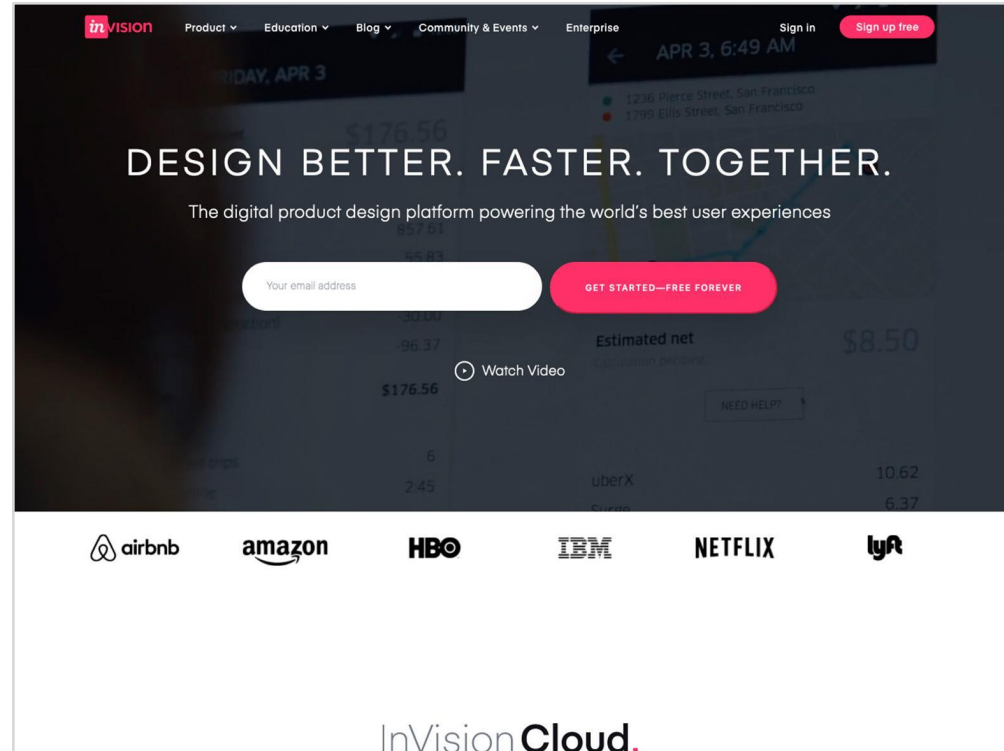 inVISION Product Education Blog Community & Events Enterprise Sign in Sign up free
APR 3, 6:49 AM
IDAY, APR 3
1236 Pierce Street, San Francisco
1799 Ellis Street, San Francisco
$176.56
DESIGN BETTER. FASTER. TOGETHER.
The digital product design platform powering the world's best user experiences
857.61
55.83
Your email address
GET STARTED—FREE FOREVER
-30.00
-96.37
Estimated net
$8.50
Watch Video
$176.56
NEED HELP?
6
uberX
10.62
2:45
Surge
6.37
airbnb amazon HBO IBM NETFLIX lyft
InVision Cloud.